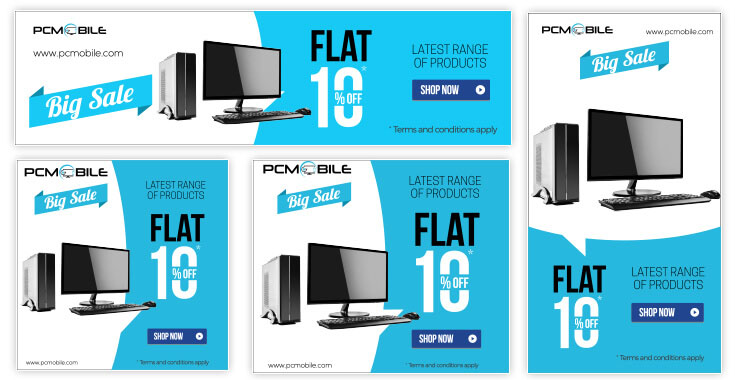 PCMOBILE
www.pcmobile.com
Big Sale
FLAT
10*
% OFF
LATEST RANGE
OF PRODUCTS
SHOP NOW
* Terms and conditions apply
PCMOBILE
www.pcmobile.com
Big Sale
FLAT
10*
% OFF
LATEST RANGE
OF PRODUCTS
SHOP NOW
* Terms and conditions apply
PCMOBILE
Big Sale
LATEST RANGE
OF PRODUCTS
FLAT
10*
% OFF
SHOP NOW
www.pcmobile.com
* Terms and conditions apply
PCMOBILE
Big Sale
LATEST RANGE
OF PRODUCTS
FLAT
10*
% OFF
SHOP NOW
www.pcmobile.com
* Terms and conditions apply